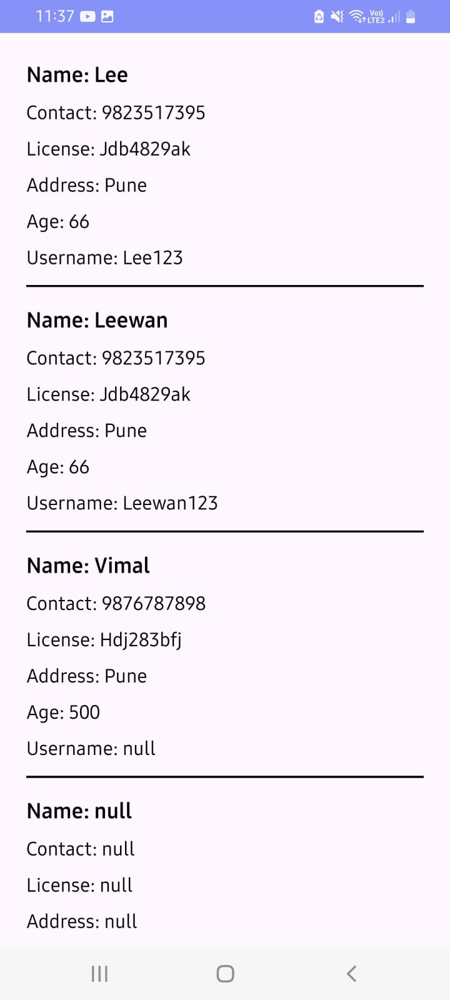 11:37
Vo))
LTE2
Name: Lee
Contact: 9823517395
License: Jdb4829ak
Address: Pune
Age: 66
Username: Lee123
Name: Leewan
Contact: 9823517395
License: Jdb4829ak
Address: Pune
Age: 66
Username: Leewan123
Name: Vimal
Contact: 9876787898
License: Hdj283bfj
Address: Pune
Age: 500
Username: null
Name: null
Contact: null
License: null
Address: null